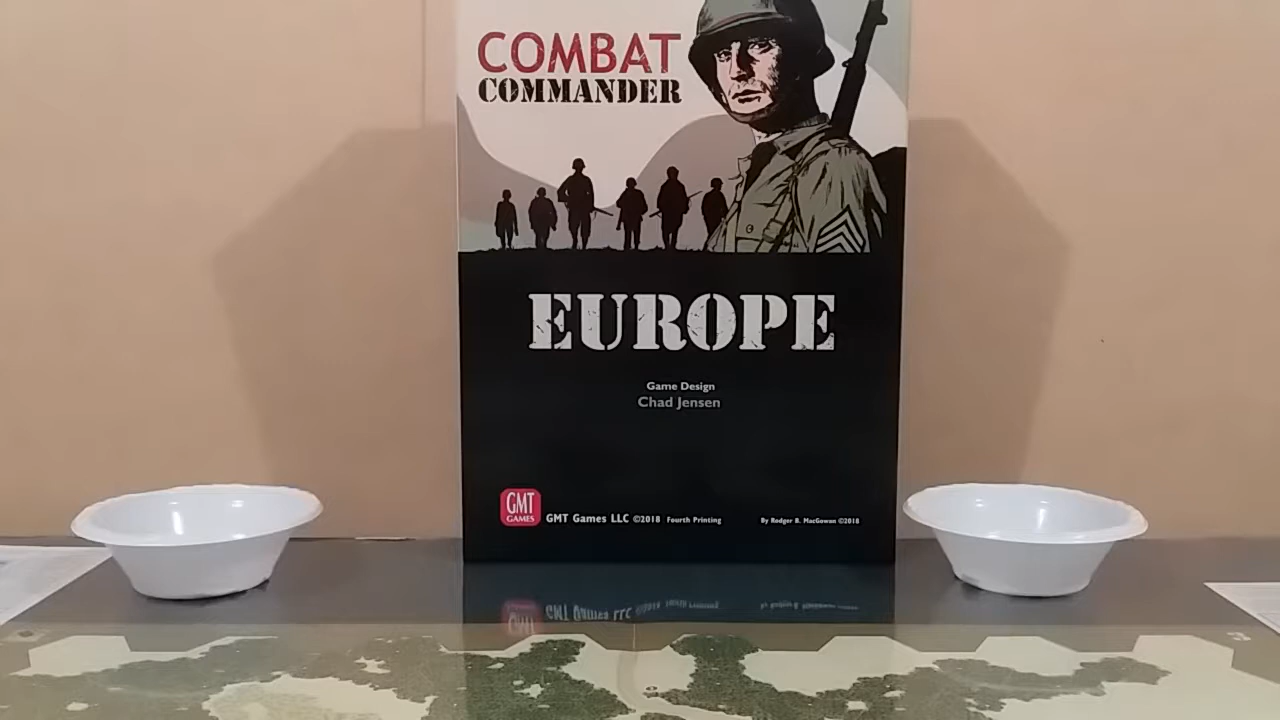 COMBAT
COMMANDER
EUROPE
Game Design
Chad Jensen
GMT
GAMES
GMT Games LLC ©2018 Fourth Printing
By Rodger B. MacGowan ©2018